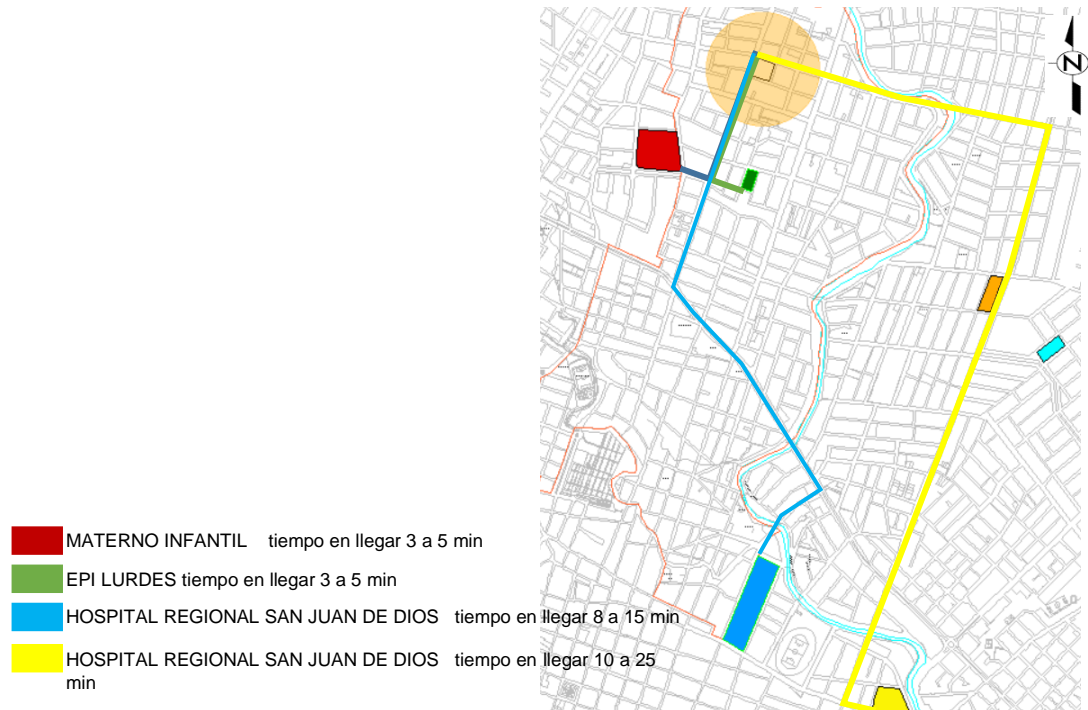 N
MATERNO INFANTIL tiempo en llegar 3 a 5 min
EPI LURDES tiempo en llegar 3 a 5 min
HOSPITAL REGIONAL SAN JUAN DE DIOS tiempo en llegar 8 a 15 min
HOSPITAL REGIONAL SAN JUAN DE DIOS tiempo en llegar 10 a 25
min